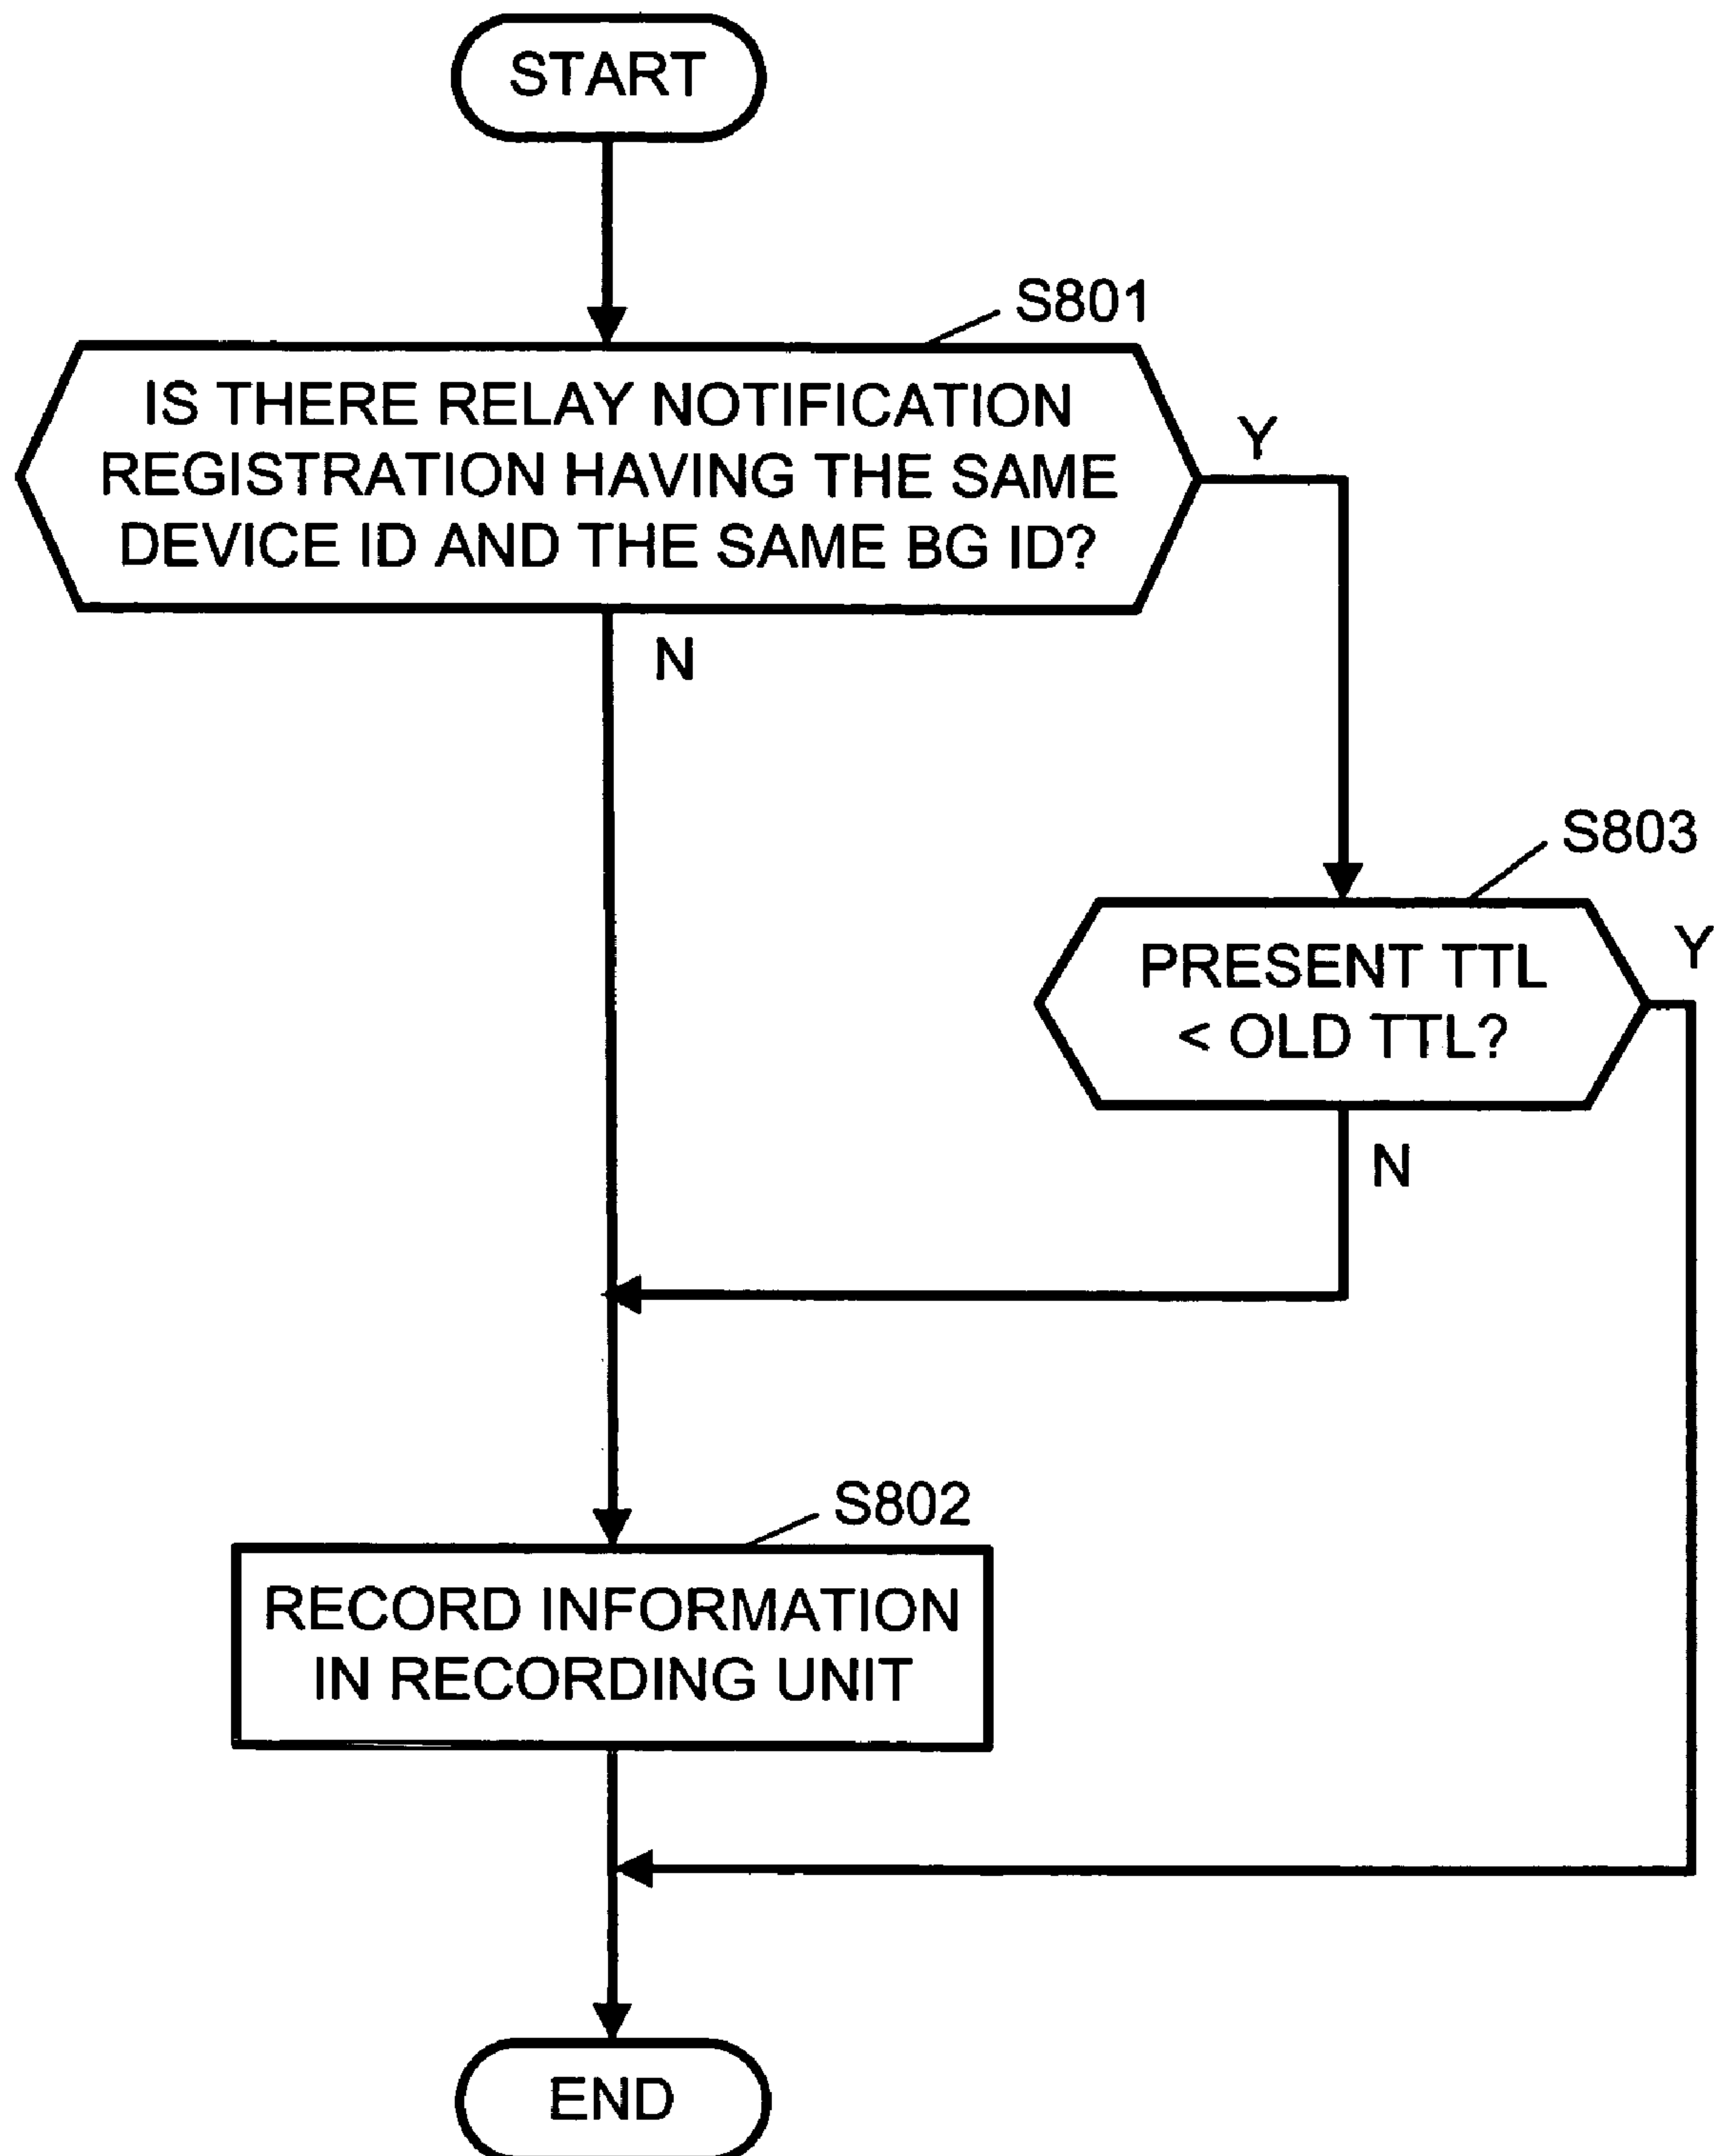 START
S801
IS THERE RELAY NOTIFICATION
REGISTRATION HAVING THE SAME
DEVICE ID AND THE SAME BG ID?
Y
N
S803
PRESENT TTL
< OLD TTL?
Y
N
S802
RECORD INFORMATION
IN RECORDING UNIT
END